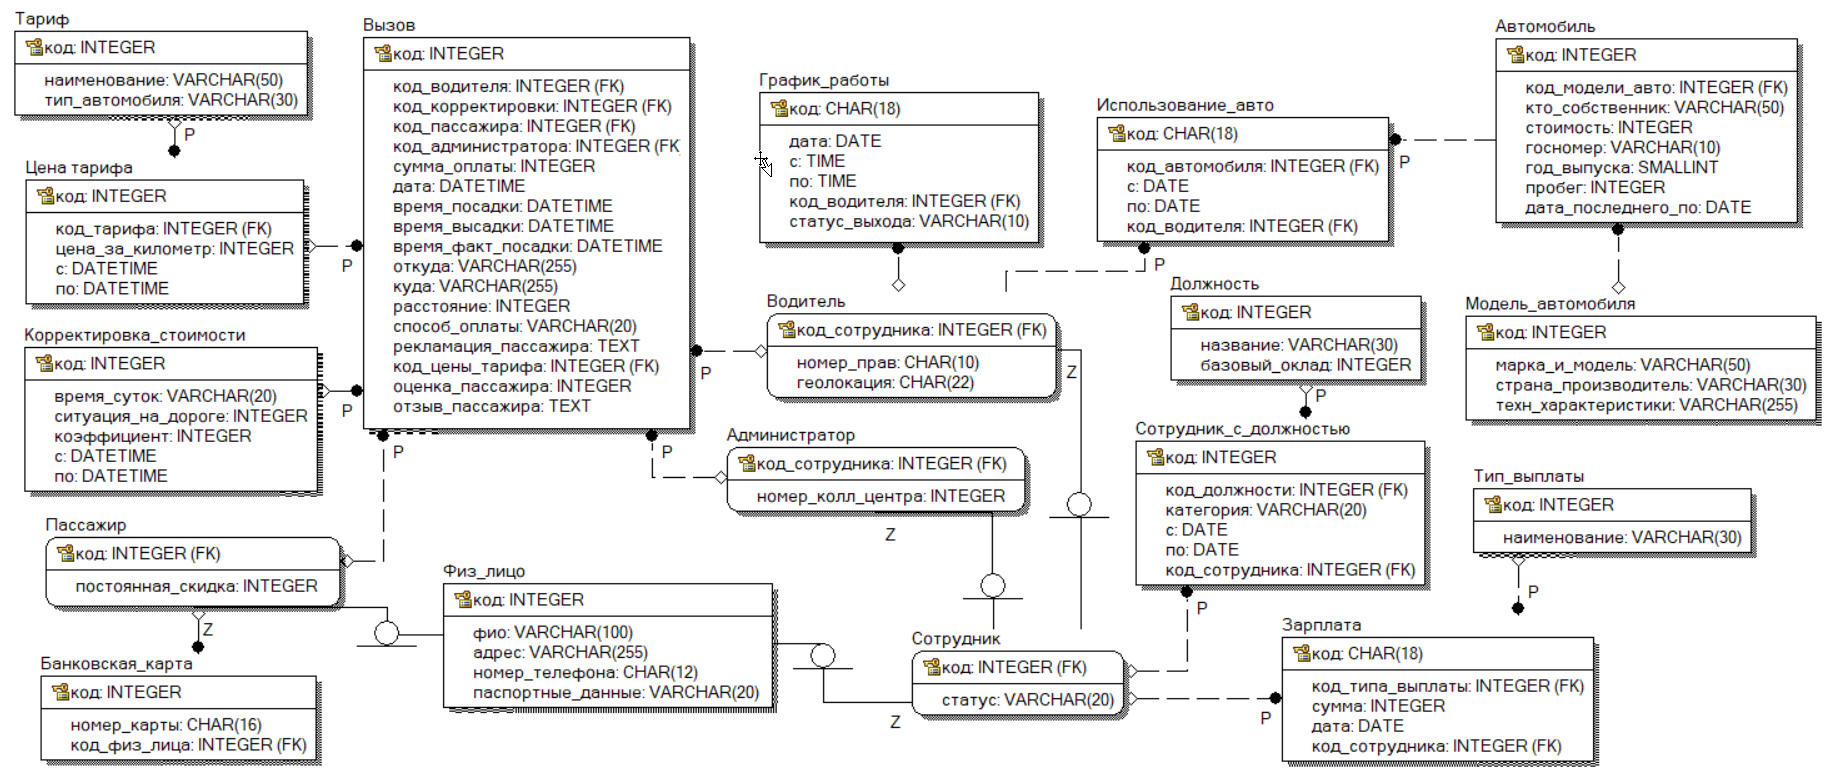 Тариф
код: INTEGER
наименование: VARCHAR(50)
тип_автомобиля: VARCHAR(30)
P
Цена тарифа
код: INTEGER
код_тарифа: INTEGER (FK)
цена_за_километр: INTEGER
с: DATETIME
по: DATETIME
P
Корректировка_стоимости
код: INTEGER
время_суток: VARCHAR(20)
ситуация_на_дороге: INTEGER
коэффициент: INTEGER
с: DATETIME
по: DATETIME
P
Пассажир
код: INTEGER (FK)
постоянная_скидка: INTEGER
Z
Банковская_карта
код: INTEGER
номер_карты: CHAR(16)
код_физ_лица: INTEGER (FK)
Вызов
код: INTEGER
код_водителя: INTEGER (FK)
код_корректировки: INTEGER (FK)
код_пассажира: INTEGER (FK)
код_администратора: INTEGER (FK
сумма_оплаты: INTEGER
дата: DATETIME
время_посадки: DATETIME
время_высадки: DATETIME
время_факт_посадки: DATETIME
откуда: VARCHAR(255)
куда: VARCHAR(255)
расстояние: INTEGER
способ_оплаты: VARCHAR(20)
рекламация_пассажира: TEXT
код_цены_тарифа: INTEGER (FK)
оценка_пассажира: INTEGER
отзыв_пассажира: TEXT
P
P
P
Физ_лицо
код: INTEGER
фио: VARCHAR(100)
адрес: VARCHAR(255)
номер_телефона: CHAR(12)
паспортные_данные: VARCHAR(20)
График_работы
код: CHAR(18)
дата: DATE
с: TIME
по: TIME
код_водителя: INTEGER (FK)
статус_выхода: VARCHAR(10)
Водитель
код_сотрудника: INTEGER (FK)
номер_прав: CHAR(10)
геолокация: CHAR(22)
Z
Администратор
код_сотрудника: INTEGER (FK)
номер_колл_центра: INTEGER
Z
Сотрудник
код: INTEGER (FK)
статус: VARCHAR(20)
Z
Использование_авто
код: CHAR(18)
код_автомобиля: INTEGER (FK)
с: DATE
по: DATE
код_водителя: INTEGER (FK)
P
P
Должность
код: INTEGER
название: VARCHAR(30)
базовый_оклад: INTEGER
P
Сотрудник_с_должностью
код: INTEGER
код_должности: INTEGER (FK)
категория: VARCHAR(20)
с: DATE
по: DATE
код_сотрудника: INTEGER (FK)
P
Автомобиль
код: INTEGER
код_модели_авто: INTEGER (FK)
кто_собственник: VARCHAR(50)
стоимость: INTEGER
госномер: VARCHAR(10)
год_выпуска: SMALLINT
пробег: INTEGER
дата_последнего_по: DATE
Модель_автомобиля
код: INTEGER
марка_и_модель: VARCHAR(50)
страна_производитель: VARCHAR(30)
техн_характеристики: VARCHAR(255)
Тип_выплаты
код: INTEGER
наименование: VARCHAR(30)
P
Зарплата
код: CHAR(18)
код_типа_выплаты: INTEGER (FK)
сумма: INTEGER
дата: DATE
код_сотрудника: INTEGER (FK)
P